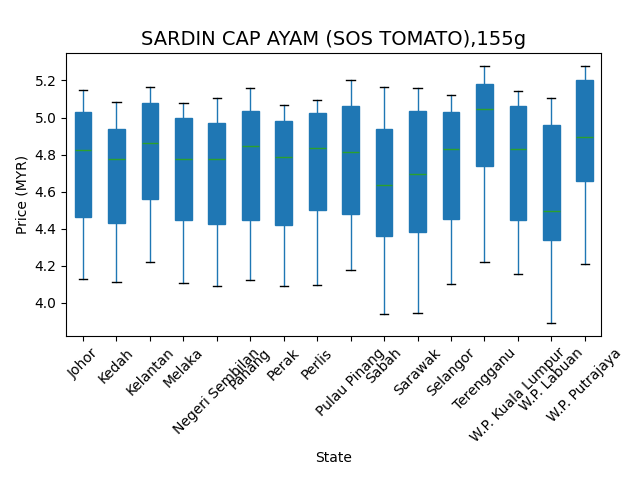 SARDIN CAP AYAM (SOS TOMATO),155g
Price (MYR)
5.2
5.0
4.8
4.6
4.4
4.2
4.0
Johor
Kedah
Kelantan
Melaka
Negeri Sembilan
Pahang
Perak
Perlis
Pulau Pinang
Sabah
Sarawak
Selangor
Terengganu
W.P. Kuala Lumpur
W.P. Labuan
W.P. Putrajaya
State